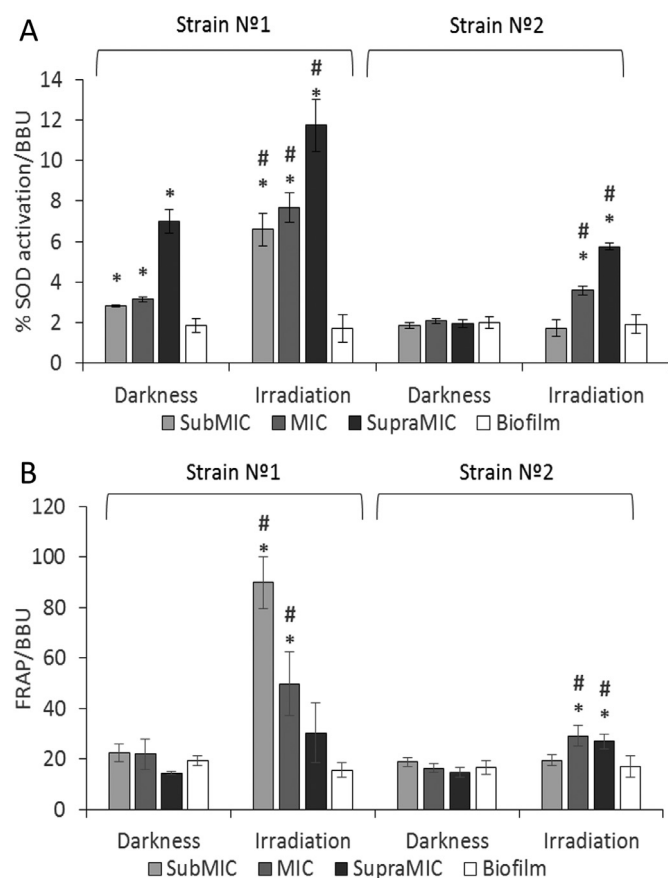 A
Strain Nº1
Strain Nº2
% SOD activation/BBU
14
12
10
8
6
4
2
0
* * * # * # * # * # * # *
Darkness Irradiation Darkness Irradiation
SubMIC MIC SupraMIC Biofilm
B
Strain Nº1
Strain Nº2
FRAP/BBU
120
100
80
60
40
20
0
# * # * # * # *
Darkness Irradiation Darkness Irradiation
SubMIC MIC SupraMIC Biofilm